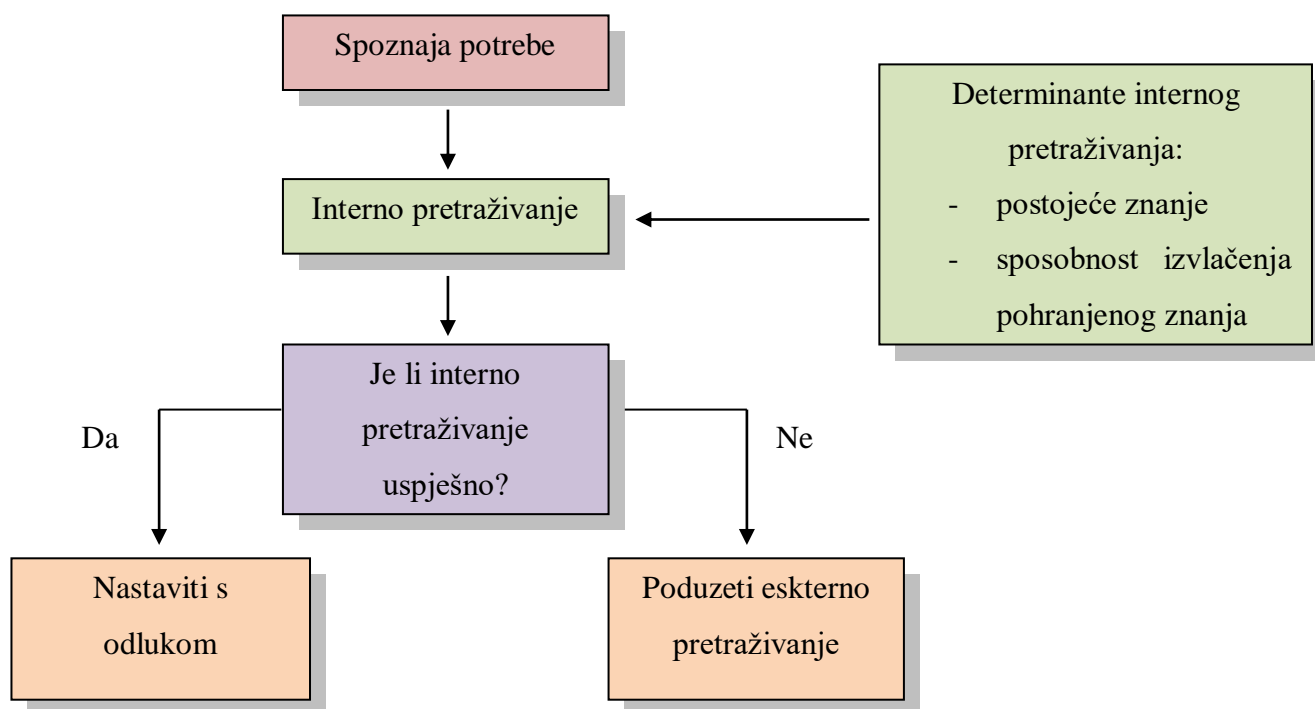 Spoznaja potrebe
Determinante internog
pretraživanja:
- postojeće znanje
- sposobnost izvlačenja
pohranjenog znanja
Interno pretraživanje
Je li interno
pretraživanje
uspješno?
Da
Ne
Nastaviti s
odlukom
Poduzeti eskterno
pretraživanje